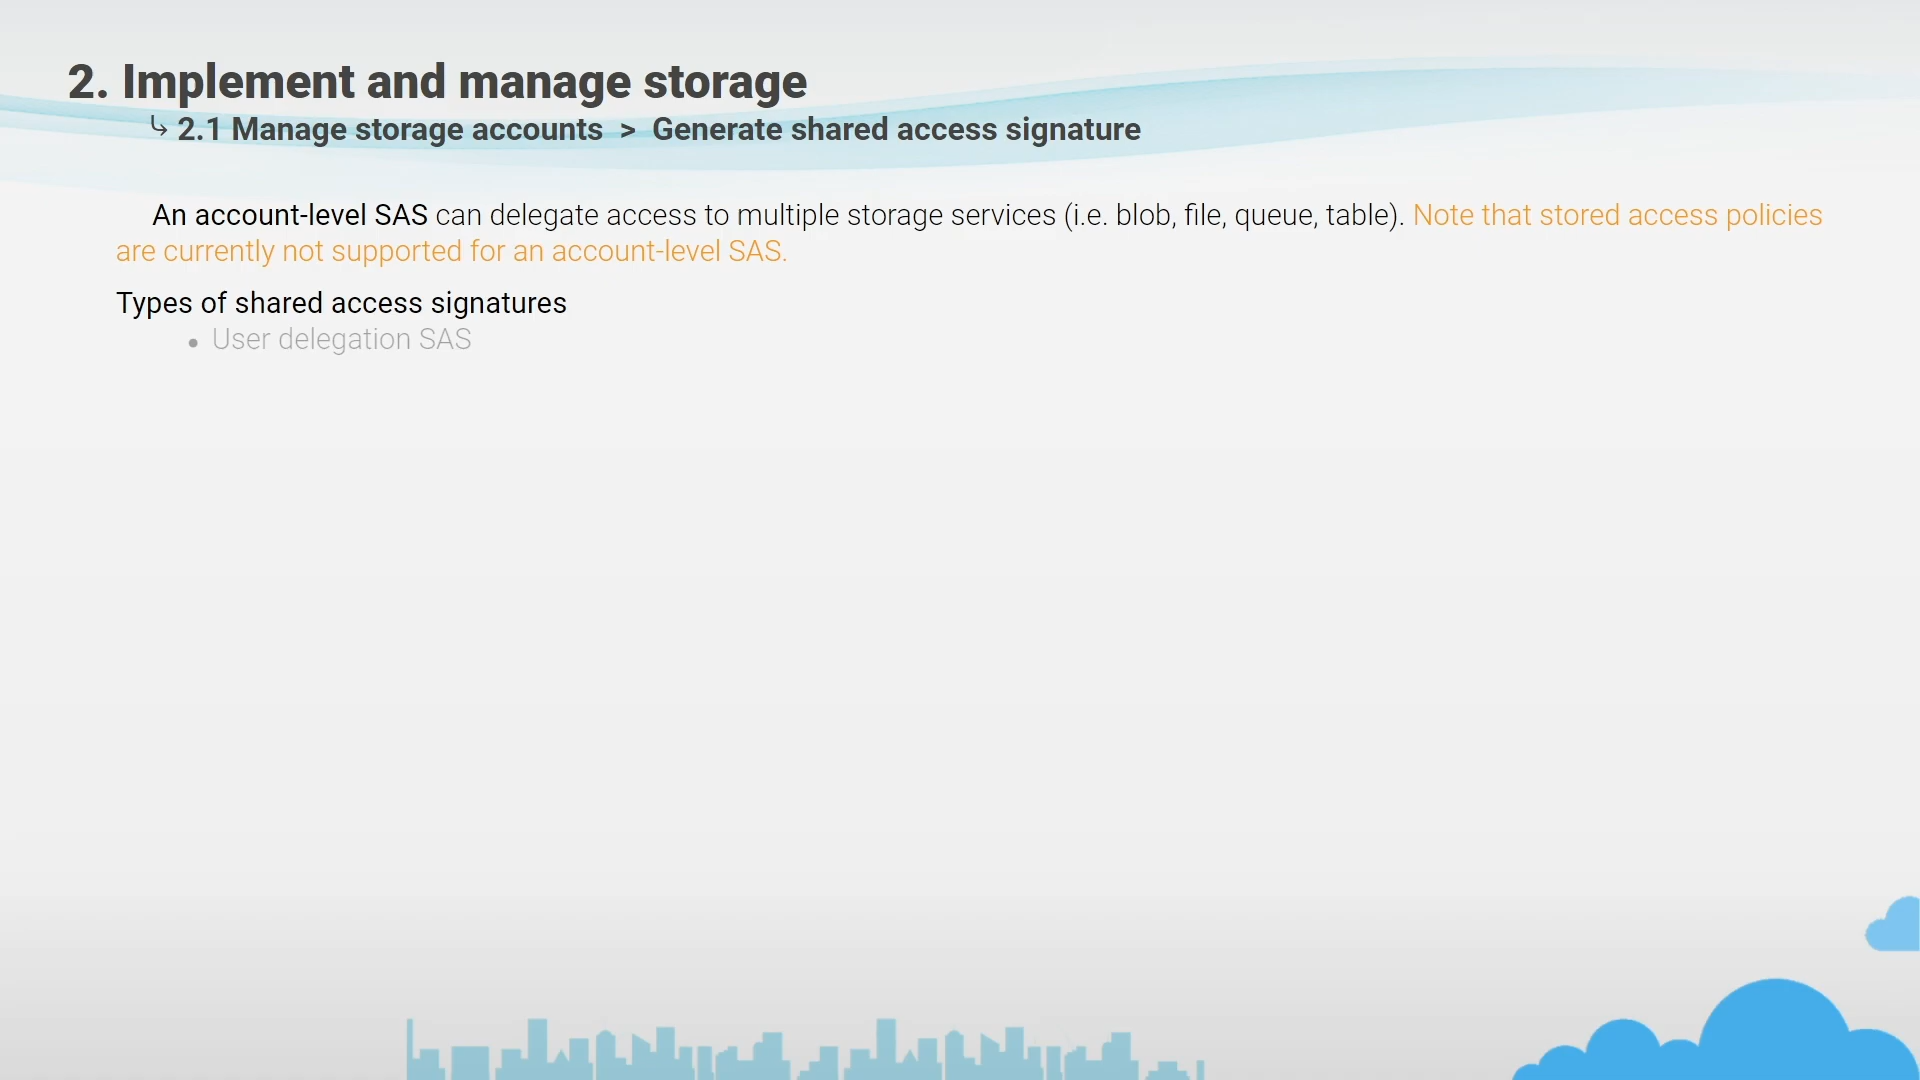 2. Implement and manage storage
↳ 2.1 Manage storage accounts > Generate shared access signature
An account-level SAS can delegate access to multiple storage services (i.e. blob, file, queue, table). Note that stored access policies
are currently not supported for an account-level SAS.
Types of shared access signatures
• User delegation SAS